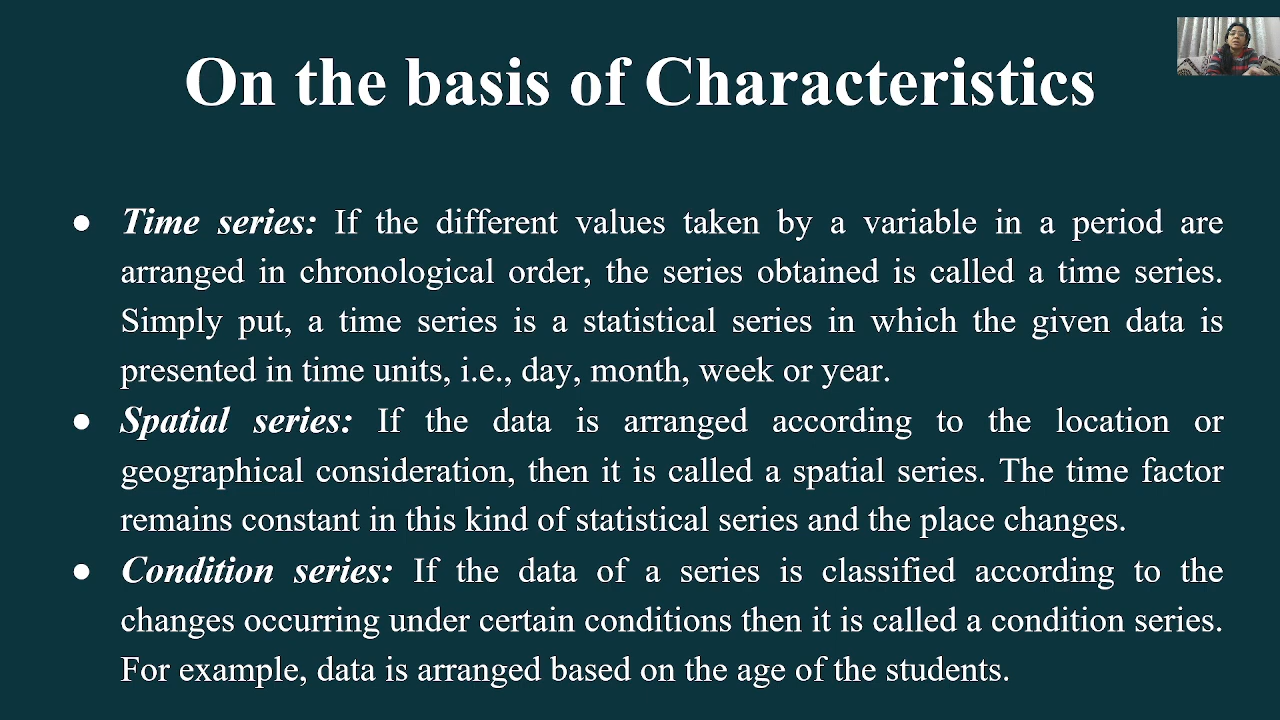 On the basis of Characteristics
● Time series: If the different values taken by a variable in a period are
arranged in chronological order, the series obtained is called a time series.
Simply put, a time series is a statistical series in which the given data is
presented in time units, i.e., day, month, week or year.
● Spatial series: If the data is arranged according to the location or
geographical consideration, then it is called a spatial series. The time factor
remains constant in this kind of statistical series and the place changes.
● Condition series: If the data of a series is classified according to the
changes occurring under certain conditions then it is called a condition series.
For example, data is arranged based on the age of the students.